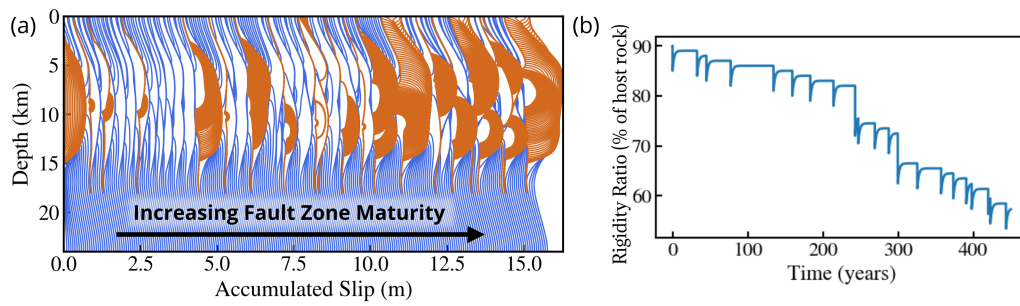 (a)
0
5
10
15
20
Depth (km)
Increasing Fault Zone Maturity
0.0 2.5 5.0 7.5 10.0 12.5 15.0
Accumulated Slip (m)
(b)
90
80
70
60
Rigidity Ratio (% of host rock)
0 100 200 300 400
Time (years)